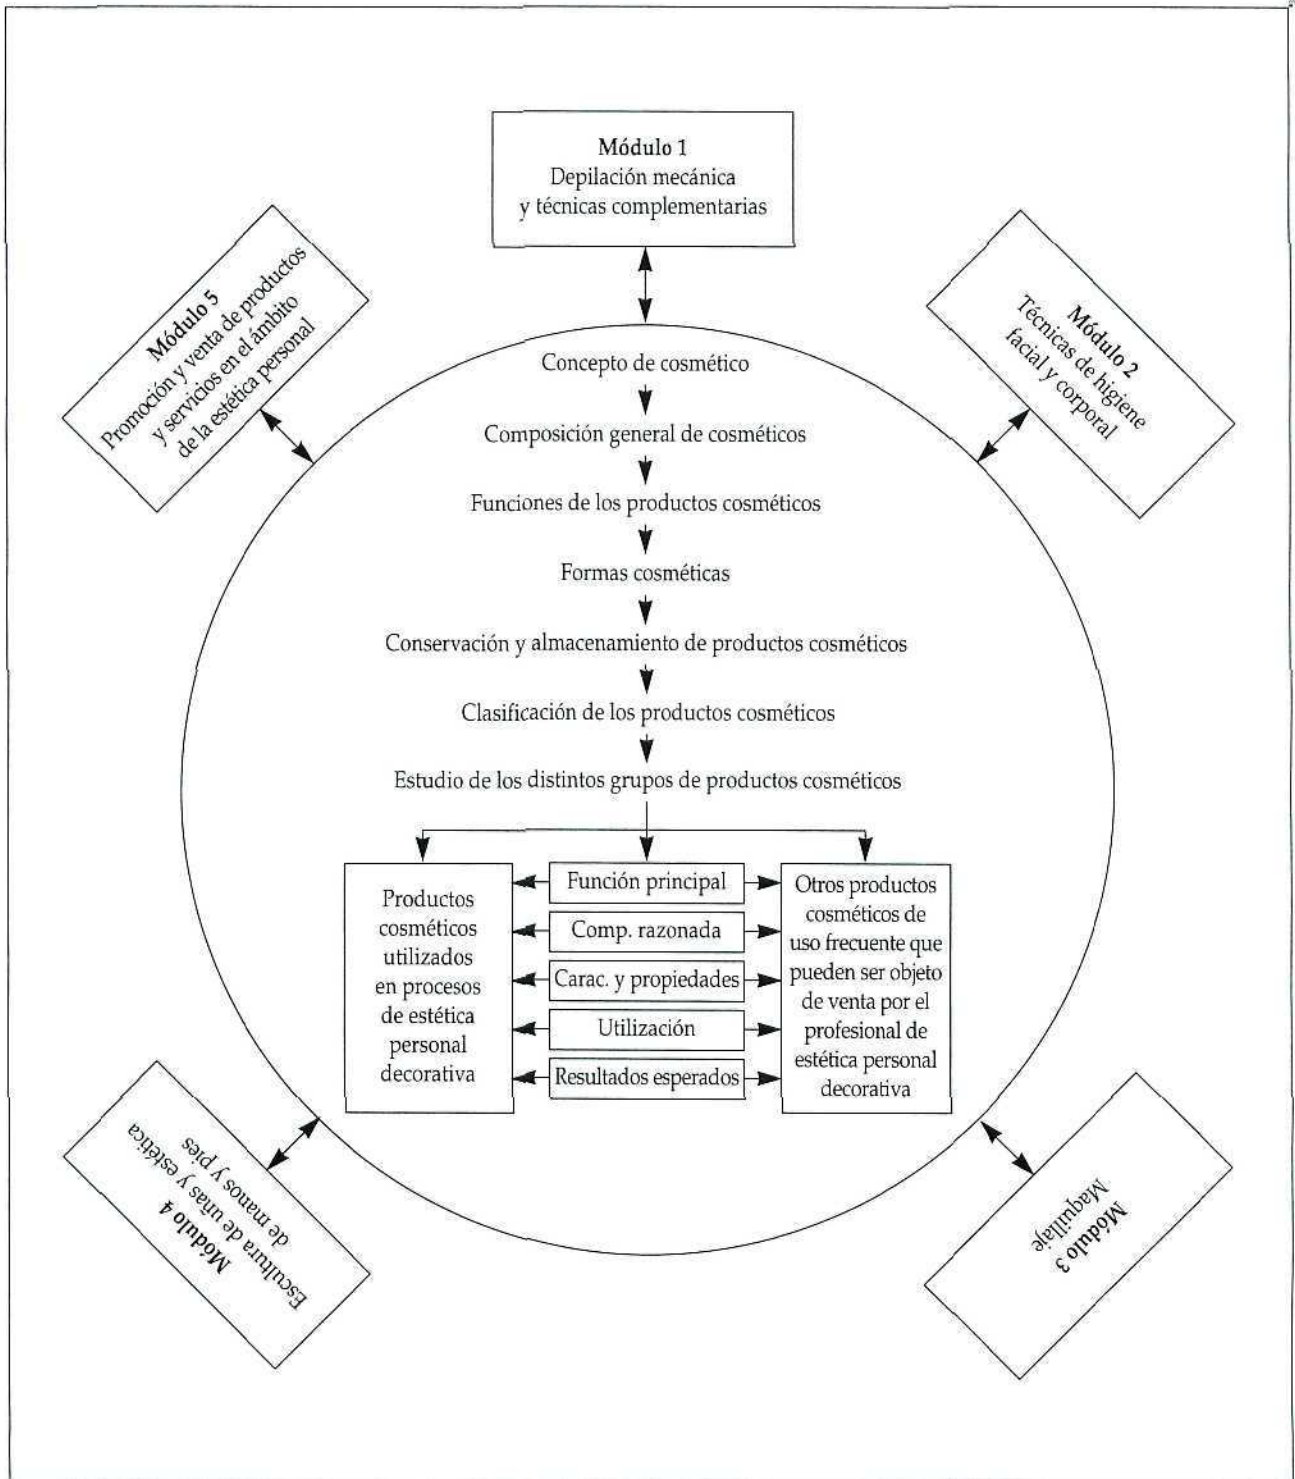 Módulo 1
Depilación mecánica
y técnicas complementarias
Módulo 5
Promoción y venta de productos
y servicios en el ámbito
de la estética personal
Módulo 2
Técnicas de higiene
facial y corporal
Concepto de cosmético
Composición general de cosméticos
Funciones de los productos cosméticos
Formas cosméticas
Conservación y almacenamiento de productos cosméticos
Clasificación de los productos cosméticos
Estudio de los distintos grupos de productos cosméticos
Productos
cosméticos
utilizados
en procesos
de estética
personal
decorativa
Función principal
Comp. razonada
Carac. y propiedades
Utilización
Resultados esperados
Otros productos
cosméticos de
uso frecuente que
pueden ser objeto
de venta por el
profesional de
estética personal
decorativa
Módulo 4
Escultura de uñas y estética
de manos y pies
Módulo 3
Maquillaje